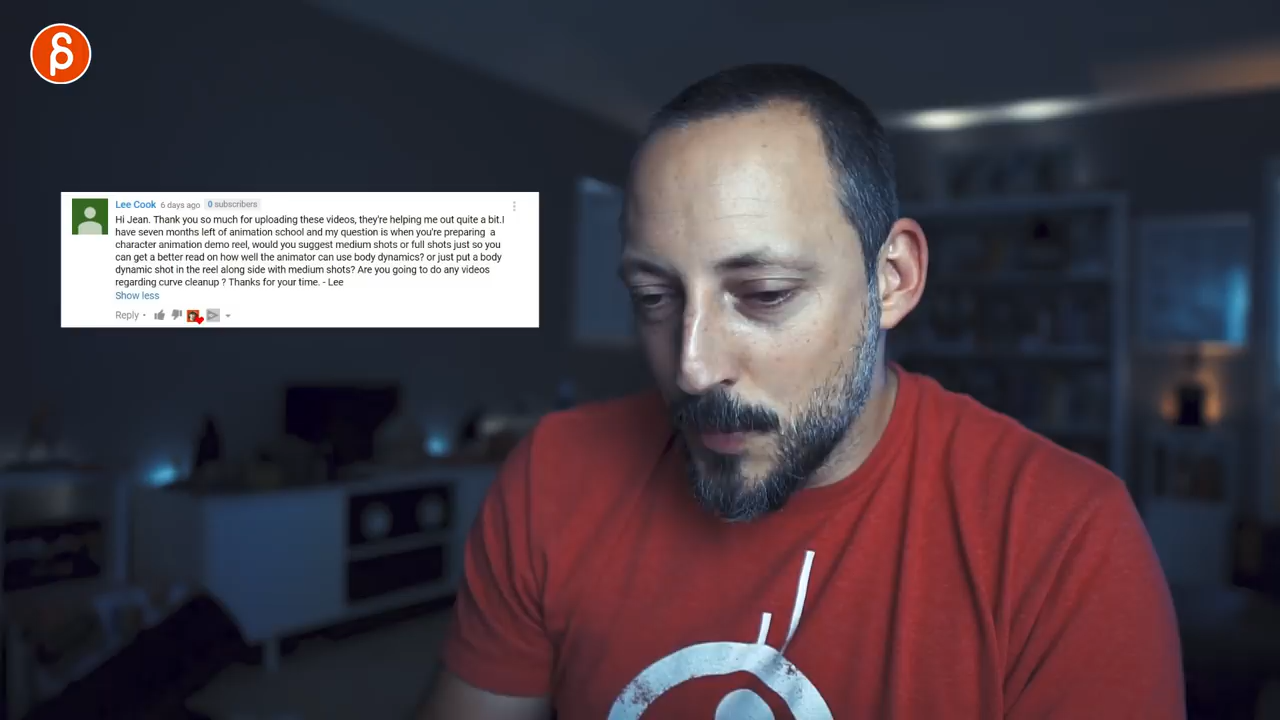 Lee Cook 6 days ago 0 subscribers
Hi Jean. Thank you so much for uploading these videos, they're helping me out quite a bit.I
have seven months left of animation school and my question is when you're preparing a
character animation demo reel, would you suggest medium shots or full shots just so you
can get a better read on how well the animator can use body dynamics? or just put a body
dynamic shot in the reel along side with medium shots? Are you going to do any videos
regarding curve cleanup ? Thanks for your time. - Lee
Show less
Reply